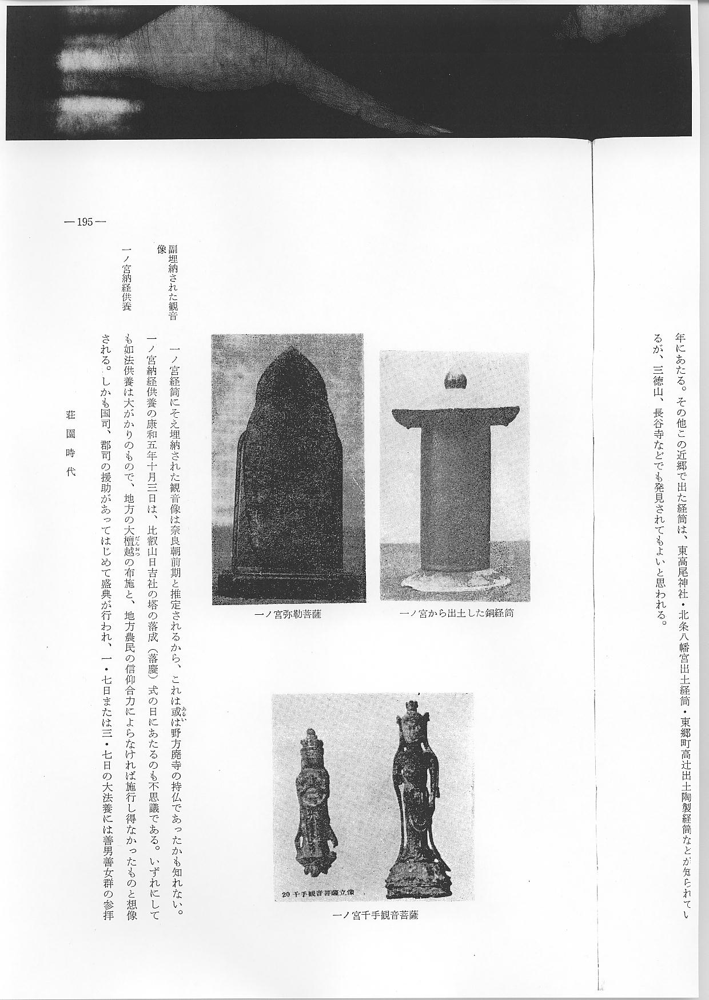 年にあたる。その他この近郷で出た経筒は、東高尾神社・北条八幡宮出土経筒・東郷町高辻出土陶製経筒などが知られてい
るが、三徳山、長谷寺などでも発見されてもよいと思われる。
一ノ宮から出土した銅経筒
一ノ宮弥勒菩薩
29 千手観音菩薩立像
一ノ宮千手観音菩薩
副埋納された観音
像
一ノ宮経筒にそえ埋納された観音像は奈良朝前期と推定されるから、これは或は野方廃寺の持仏であったかも知れない。
あるい
一ノ宮納経供養の康和五年十月三日は、比叡山日吉社の塔の落成（落慶）式の日にあたるのも不思議である。いずれにして
一ノ宮納経供養
も如法供養は大がかりのもので、地方の大檀越の布施と、地方農民の信仰合力によらなければ施行し得なかったものと想像
だんおつ
される。しかも国司、郡司の援助があってはじめて盛典が行われ、一・七日または三・七日の大法養には善男善女群の参拝
荘園時代
—195—